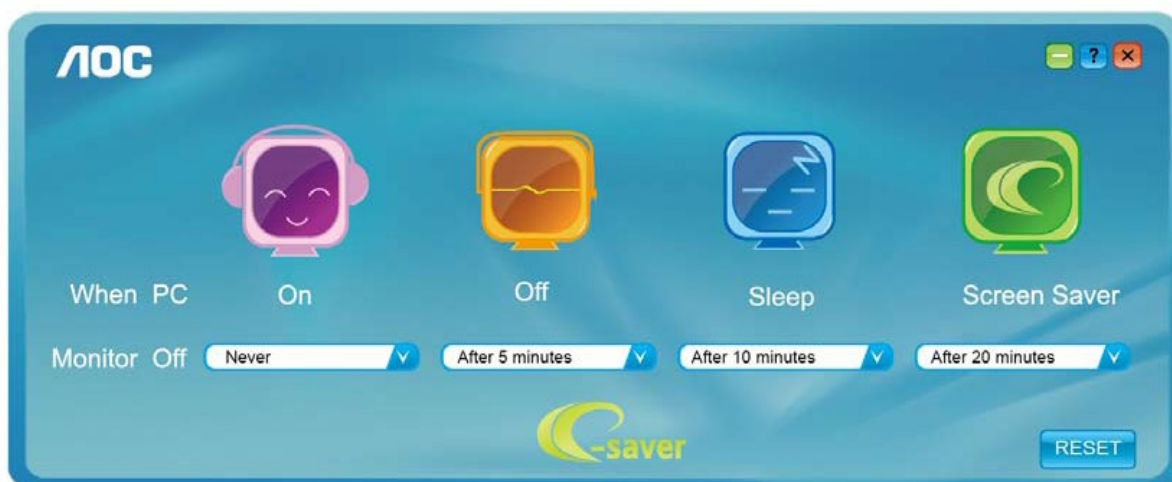 AOC
?
When PC On Off Sleep Screen Saver
Monitor Off Never After 5 minutes After 10 minutes After 20 minutes
e-saver
RESET